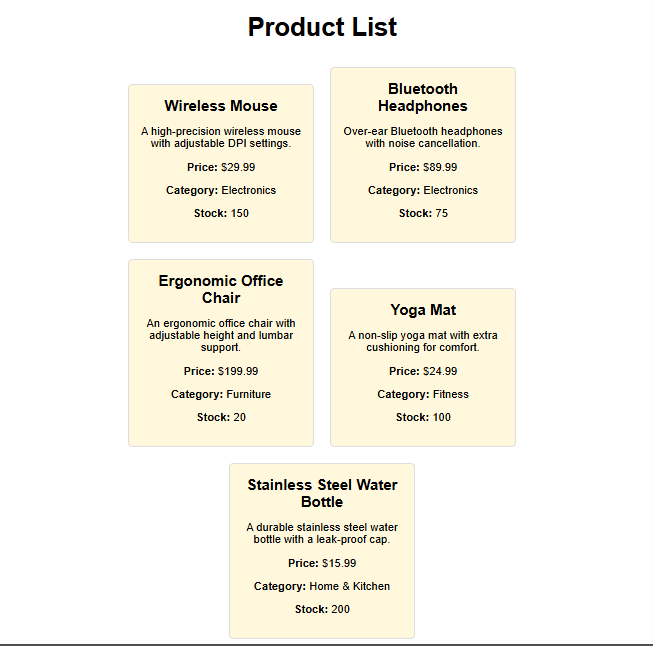 Product List
Wireless Mouse
A high-precision wireless mouse
with adjustable DPI settings.
Price: $29.99
Category: Electronics
Stock: 150
Bluetooth
Headphones
Over-ear Bluetooth headphones
with noise cancellation.
Price: $89.99
Category: Electronics
Stock: 75
Ergonomic Office
Chair
An ergonomic office chair with
adjustable height and lumbar
support.
Price: $199.99
Category: Furniture
Stock: 20
Yoga Mat
A non-slip yoga mat with extra
cushioning for comfort.
Price: $24.99
Category: Fitness
Stock: 100
Stainless Steel Water
Bottle
A durable stainless steel water
bottle with a leak-proof cap.
Price: $15.99
Category: Home & Kitchen
Stock: 200